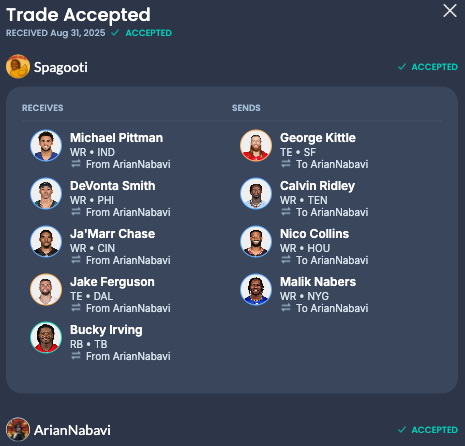 Trade Accepted
RECEIVED Aug 31, 2025 ✓ ACCEPTED
Spagooti ✓ ACCEPTED
RECEIVES SENDS
Michael Pittman George Kittle
WR • IND TE • SF
From ArianNabavi To ArianNabavi
DeVonta Smith Calvin Ridley
WR • PHI WR • TEN
From ArianNabavi To ArianNabavi
Ja'Marr Chase Nico Collins
WR • CIN WR • HOU
From ArianNabavi To ArianNabavi
Jake Ferguson Malik Nabers
TE • DAL WR • NYG
From ArianNabavi To ArianNabavi
Bucky Irving
RB • TB
From ArianNabavi
ArianNabavi ✓ ACCEPTED